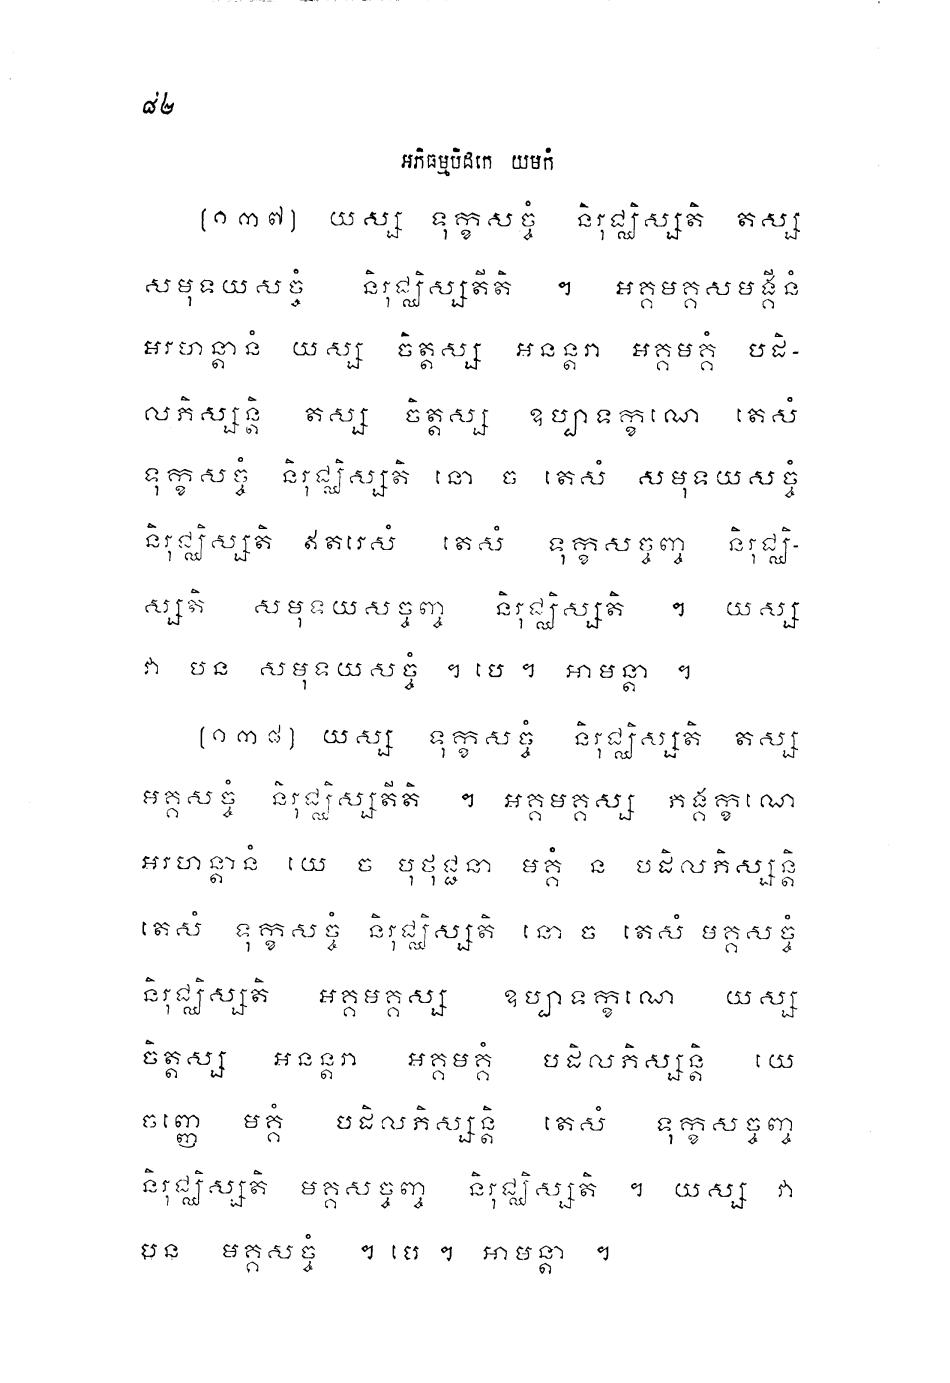 ៨២
អភិធម្មបិដកេ យមកំ
(១៣៧) យស្ស ទុក្ខសច្ចំ និរុជ្ឈិស្សតិ តស្ស
សមុទយសច្ចំ និរុជ្ឈិស្សតីតិ ។ អគ្គមគ្គសមង្គីនំ
អរហន្តានំ យស្ស ចិត្តស្ស អនន្តរា អគ្គមគ្គំ បដិ-
លភិស្សន្តិ តស្ស ចិត្តស្ស ឧប្បាទក្ខណេ តេសំ
ទុក្ខសច្ចំ និរុជ្ឈិស្សតិ នោ ច តេសំ សមុទយសច្ចំ
និរុជ្ឈិស្សតិ ឥតរេសំ តេសំ ទុក្ខសច្ចញ្ច និរុជ្ឈិ-
ស្សតិ សមុទយសច្ចញ្ច និរុជ្ឈិស្សតិ ។ យស្ស
វា បន សមុទយសច្ចំ ។ បេ ។ អាមន្តា ។
(១៣៨) យស្ស ទុក្ខសច្ចំ និរុជ្ឈិស្សតិ តស្ស
មគ្គសច្ចំ និរុជ្ឈិស្សតីតិ ។ អគ្គមគ្គស្ស ភង្គក្ខណេ
អរហន្តានំ យេ ច បុថុជ្ជនា មគ្គំ ន បដិលភិស្សន្តិ
តេសំ ទុក្ខសច្ចំ និរុជ្ឈិស្សតិ នោ ច តេសំ មគ្គសច្ចំ
និរុជ្ឈិស្សតិ អគ្គមគ្គស្ស ឧប្បាទក្ខណេ យស្ស
ចិត្តស្ស អនន្តរា អគ្គមគ្គំ បដិលភិស្សន្តិ យេ
ចញ្ញេ មគ្គំ បដិលភិស្សន្តិ តេសំ ទុក្ខសច្ចញ្ច
និរុជ្ឈិស្សតិ មគ្គសច្ចញ្ច និរុជ្ឈិស្សតិ ។ យស្ស វា
បន មគ្គសច្ចំ ។ បេ ។ អាមន្តា ។